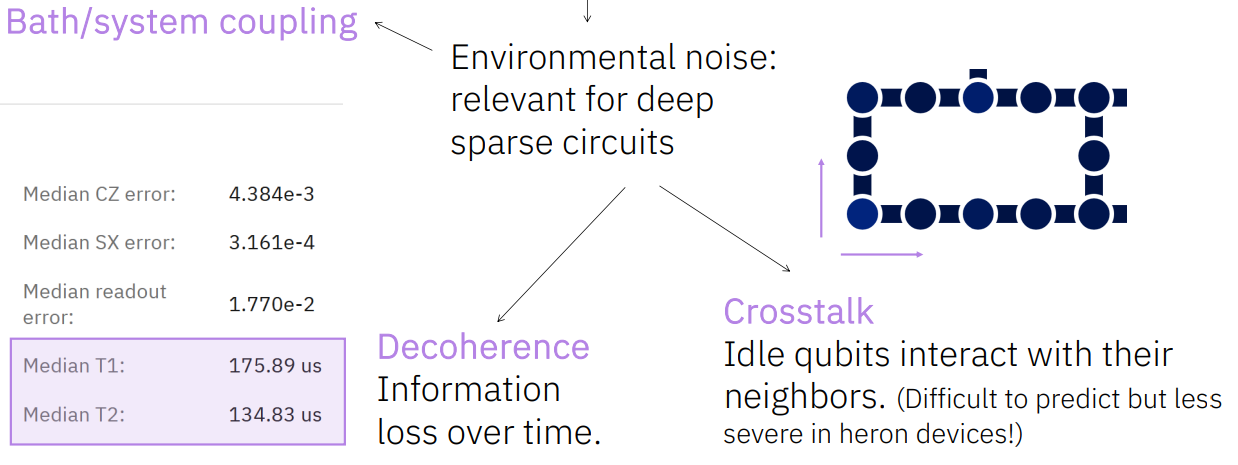 Bath/system coupling
Environmental noise:
relevant for deep
sparse circuits
Median CZ error: 4.384e-3
Median SX error: 3.161e-4
Median readout
error: 1.770e-2
Median T1: 175.89 us
Median T2: 134.83 us
Decoherence
Information
loss over time.
Crosstalk
Idle qubits interact with their
neighbors. (Difficult to predict but less
severe in heron devices!)